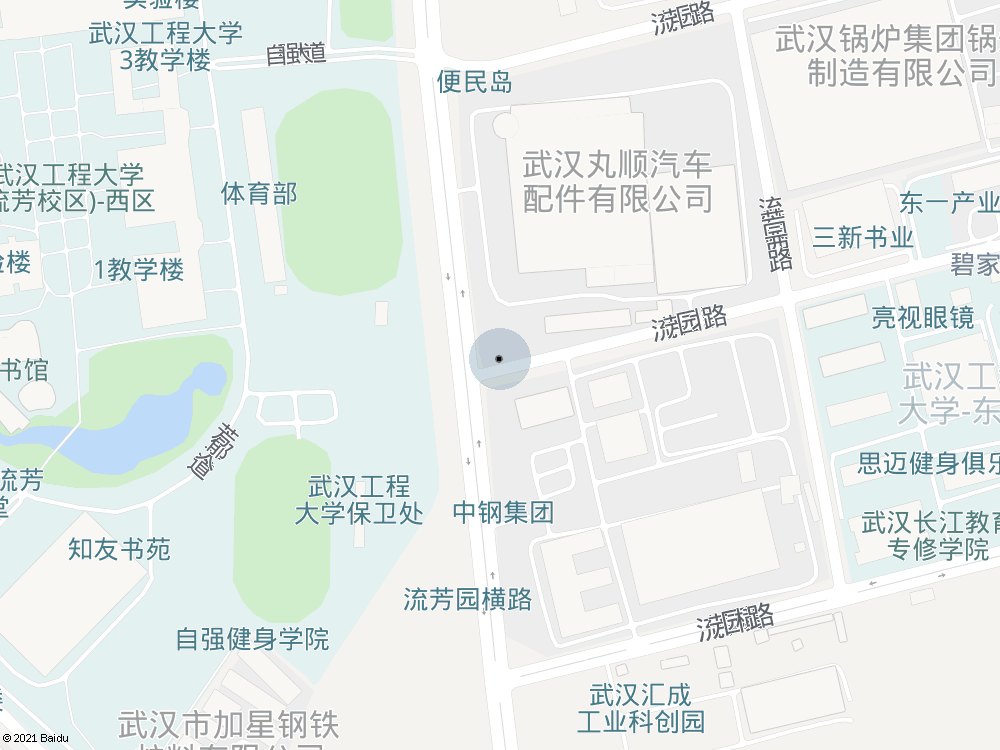 实验楼
武汉工程大学
3教学楼
自强大道
流芳园路
便民岛
武汉锅炉集团锅
制造有限公司
武汉丸顺汽车
配件有限公司
武汉工程大学
流芳校区)-西区
体育部
东一产业
三新书业
验楼
1教学楼
碧家
流芳园路
亮视眼镜
书馆
武汉工
大学-东
思迈健身俱乐
流芳
堂
武汉工程
大学保卫处
中钢集团
武汉长江教育
专修学院
知友书苑
流芳园横路
自强健身学院
武汉汇成
工业科创园
武汉市加星钢铁
© 2021 Baidu